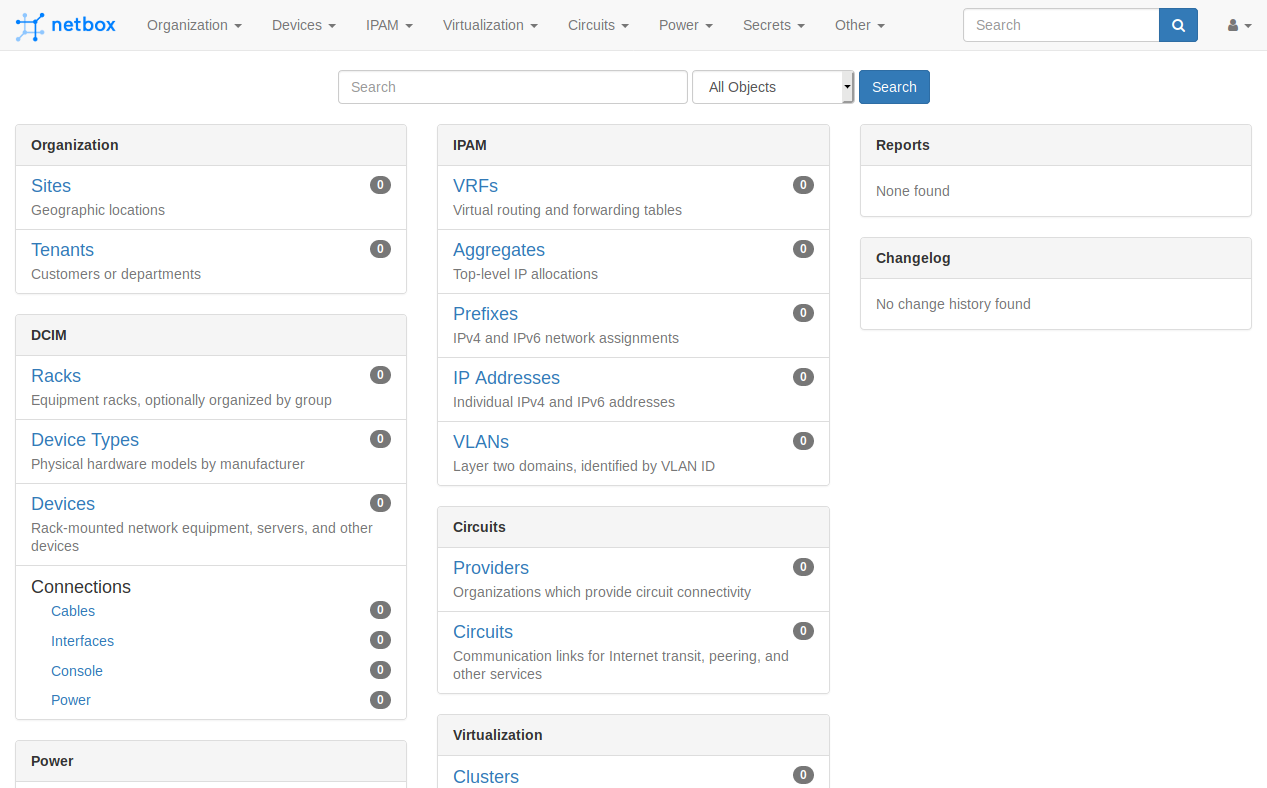 netbox Organization Devices IPAM Virtualization Circuits Power Secrets Other Search
Search All Objects Search
Organization
Sites 0
Geographic locations
Tenants 0
Customers or departments
DCIM
Racks 0
Equipment racks, optionally organized by group
Device Types 0
Physical hardware models by manufacturer
Devices 0
Rack-mounted network equipment, servers, and other
devices
Connections
Cables 0
Interfaces 0
Console 0
Power 0
Power
IPAM
VRFs 0
Virtual routing and forwarding tables
Aggregates 0
Top-level IP allocations
Prefixes 0
IPv4 and IPv6 network assignments
IP Addresses 0
Individual IPv4 and IPv6 addresses
VLANs 0
Layer two domains, identified by VLAN ID
Circuits
Providers 0
Organizations which provide circuit connectivity
Circuits 0
Communication links for Internet transit, peering, and
other services
Virtualization
Clusters 0
Reports
None found
Changelog
No change history found